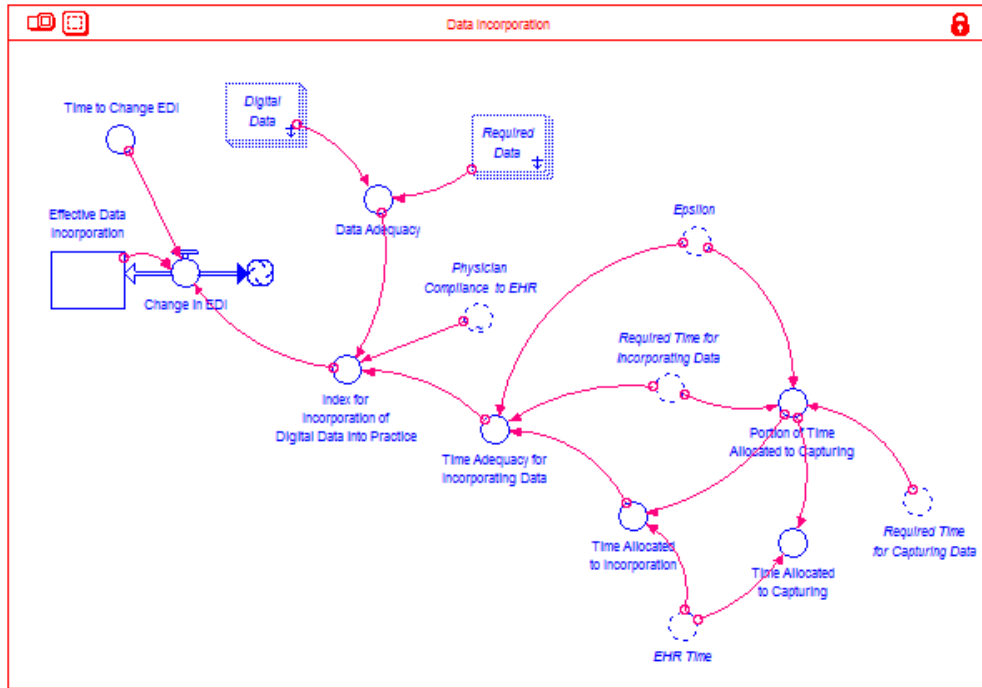 Data Incorporation
Time to Change EDI
Digital
Data
Required
Data
Effective Data
Incorporation
Data Adequacy
Epsilon
Physician
Compliance to EHR
Change in EDI
Required Time for
Incorporating Data
Index for
Incorporation of
Digital Data into Practice
Time Adequacy for
Incorporating Data
Portion of Time
Allocated to Capturing
Time Allocated
to Incorporation
Time Allocated
to Capturing
Required Time
for Capturing Data
EHR Time